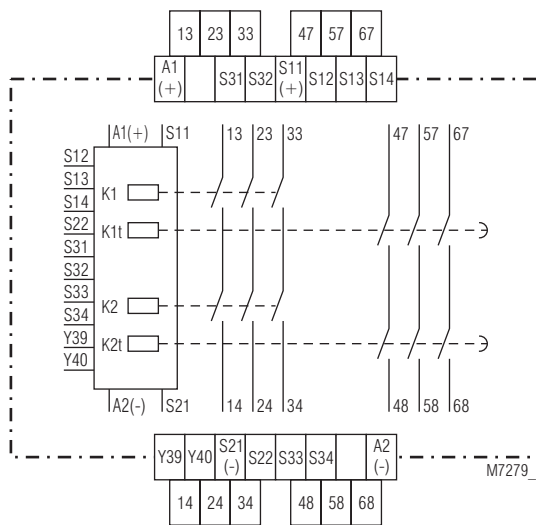 13 23 33 47 57 67
A1 (+) S31 S32 S11 (+) S12 S13 S14
A1(+) S11 13 23 33 47 57 67
S12
S13
S14
S22
S31
S32
S33
S34
Y39
Y40
K1
K1t
K2
K2t
A2(-) S21 14 24 34 48 58 68
Y39 Y40 S21 (-) S22 S33 S34 A2 (-)
14 24 34 48 58 68
M7279_